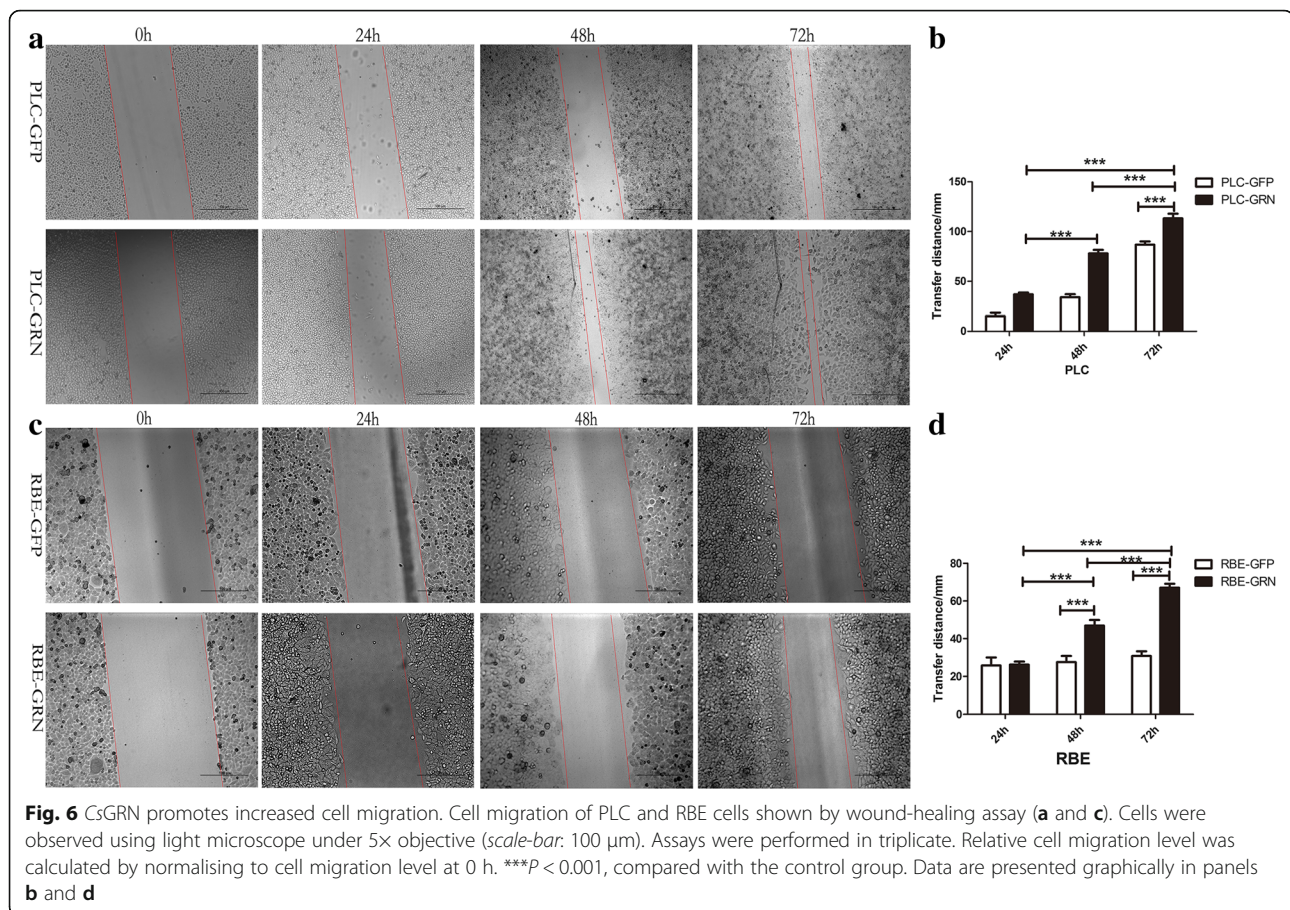 a
0h 24h 48h 72h
PLC-GFP
PLC-GRN
b
Transfer distance/mm
150
100
50
0
***
***
***
***
PLC-GFP
PLC-GRN
24h 48h 72h
PLC
c
0h 24h 48h 72h
RBE-GFP
RBE-GRN
d
Transfer distance/mm
80
60
40
20
0
***
***
***
***
***
RBE-GFP
RBE-GRN
24h 48h 72h
RBE
Fig. 6 CsGRN promotes increased cell migration. Cell migration of PLC and RBE cells shown by wound-healing assay (a and c). Cells were
observed using light microscope under 5× objective (scale-bar: 100 μm). Assays were performed in triplicate. Relative cell migration level was
calculated by normalising to cell migration level at 0 h. ***P < 0.001, compared with the control group. Data are presented graphically in panels
b and d